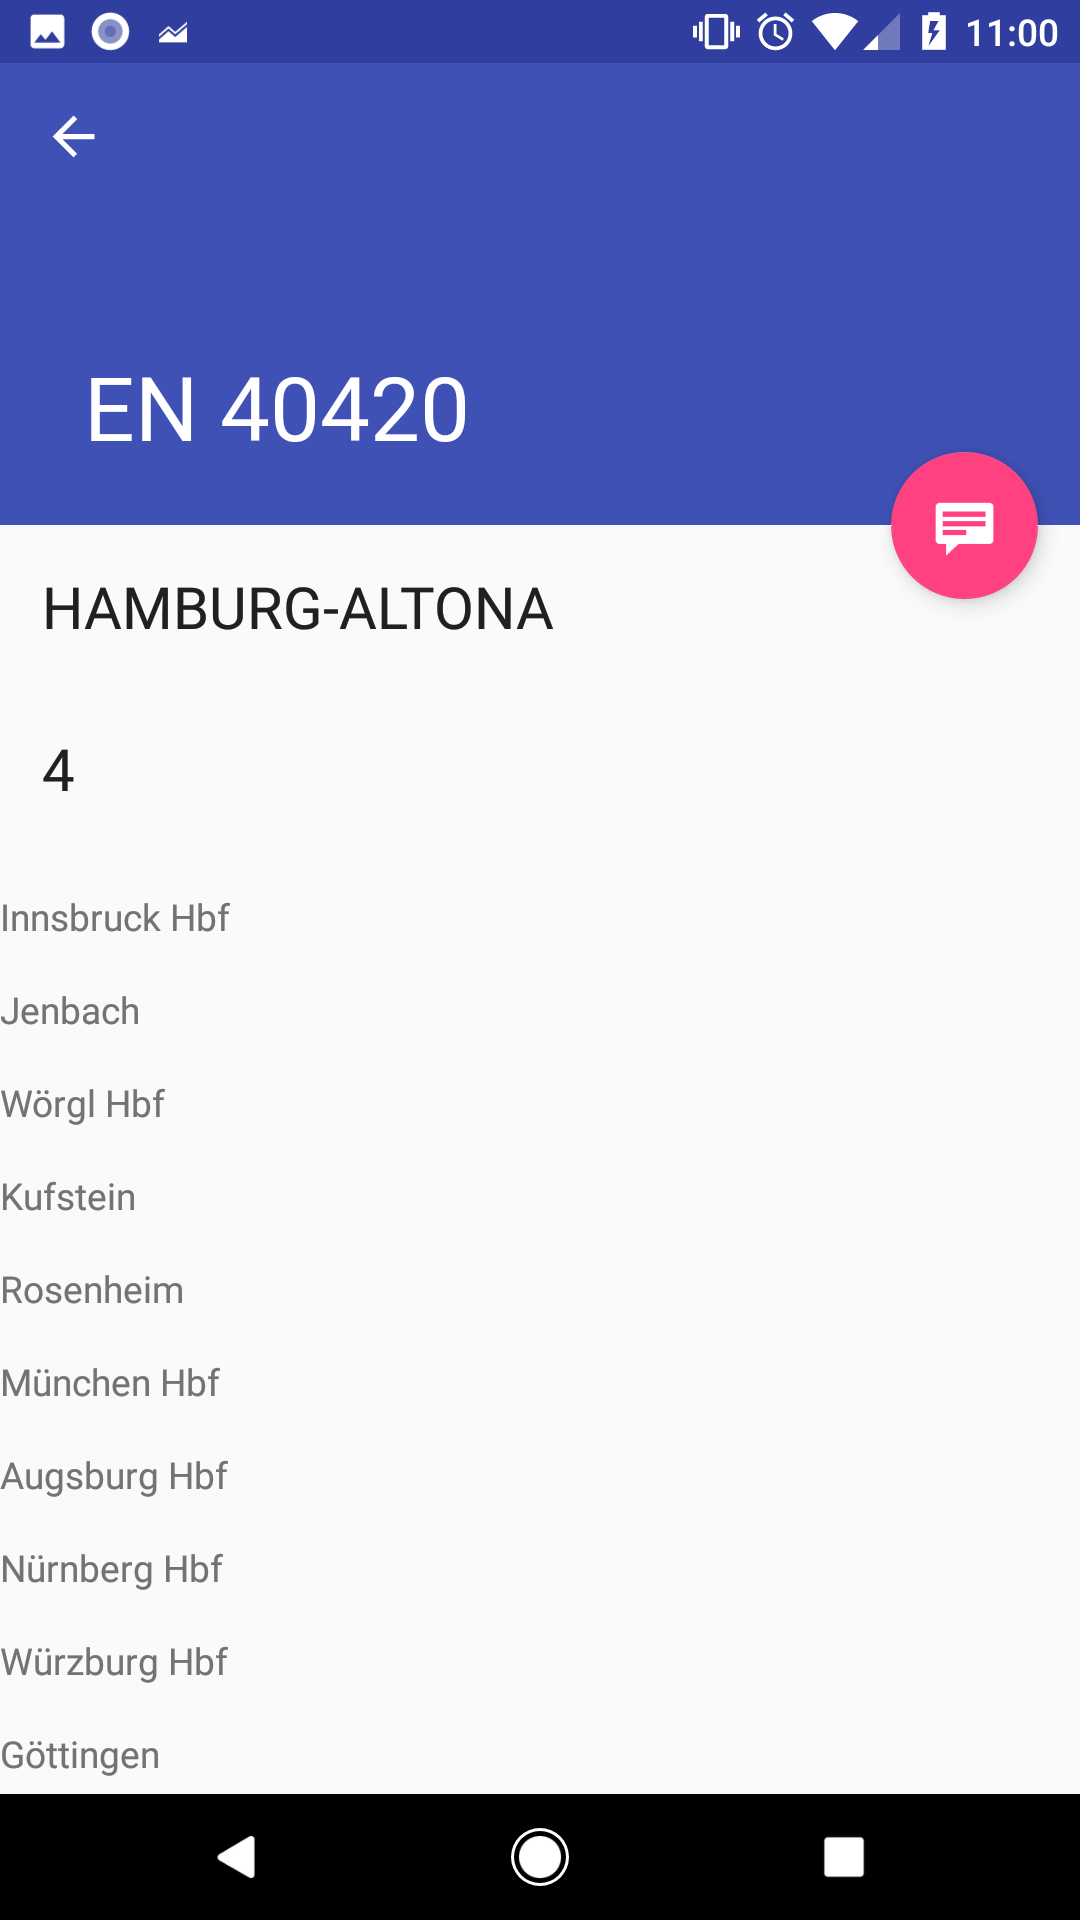 11:00
EN 40420
HAMBURG-ALTONA
4
Innsbruck Hbf
Jenbach
Wörgl Hbf
Kufstein
Rosenheim
München Hbf
Augsburg Hbf
Nürnberg Hbf
Würzburg Hbf
Göttingen